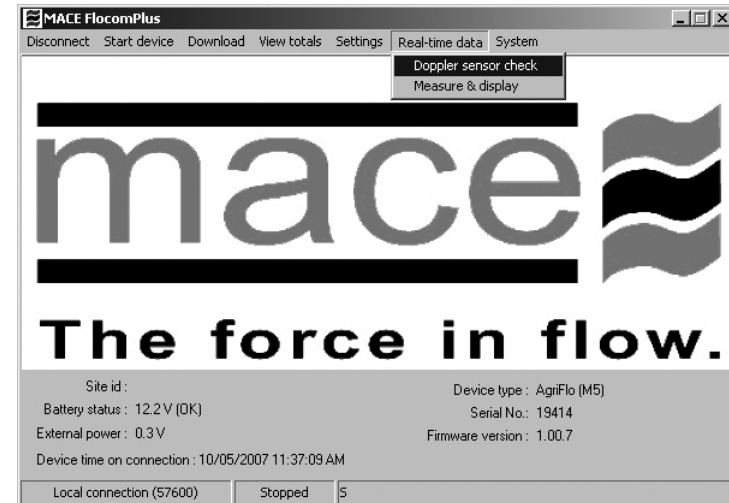 MACE FlocomPlus
Disconnect Start device Download View totals Settings Real-time data System
Doppler sensor check
Measure & display
mace
The force in flow.
Site id :
Battery status : 12.2 V (OK)
External power : 0.3 V
Device time on connection : 10/05/2007 11:37:09 AM
Device type : AgriFlo (M5)
Serial No.: 19414
Firmware version : 1.00.7
Local connection (57600) Stopped S